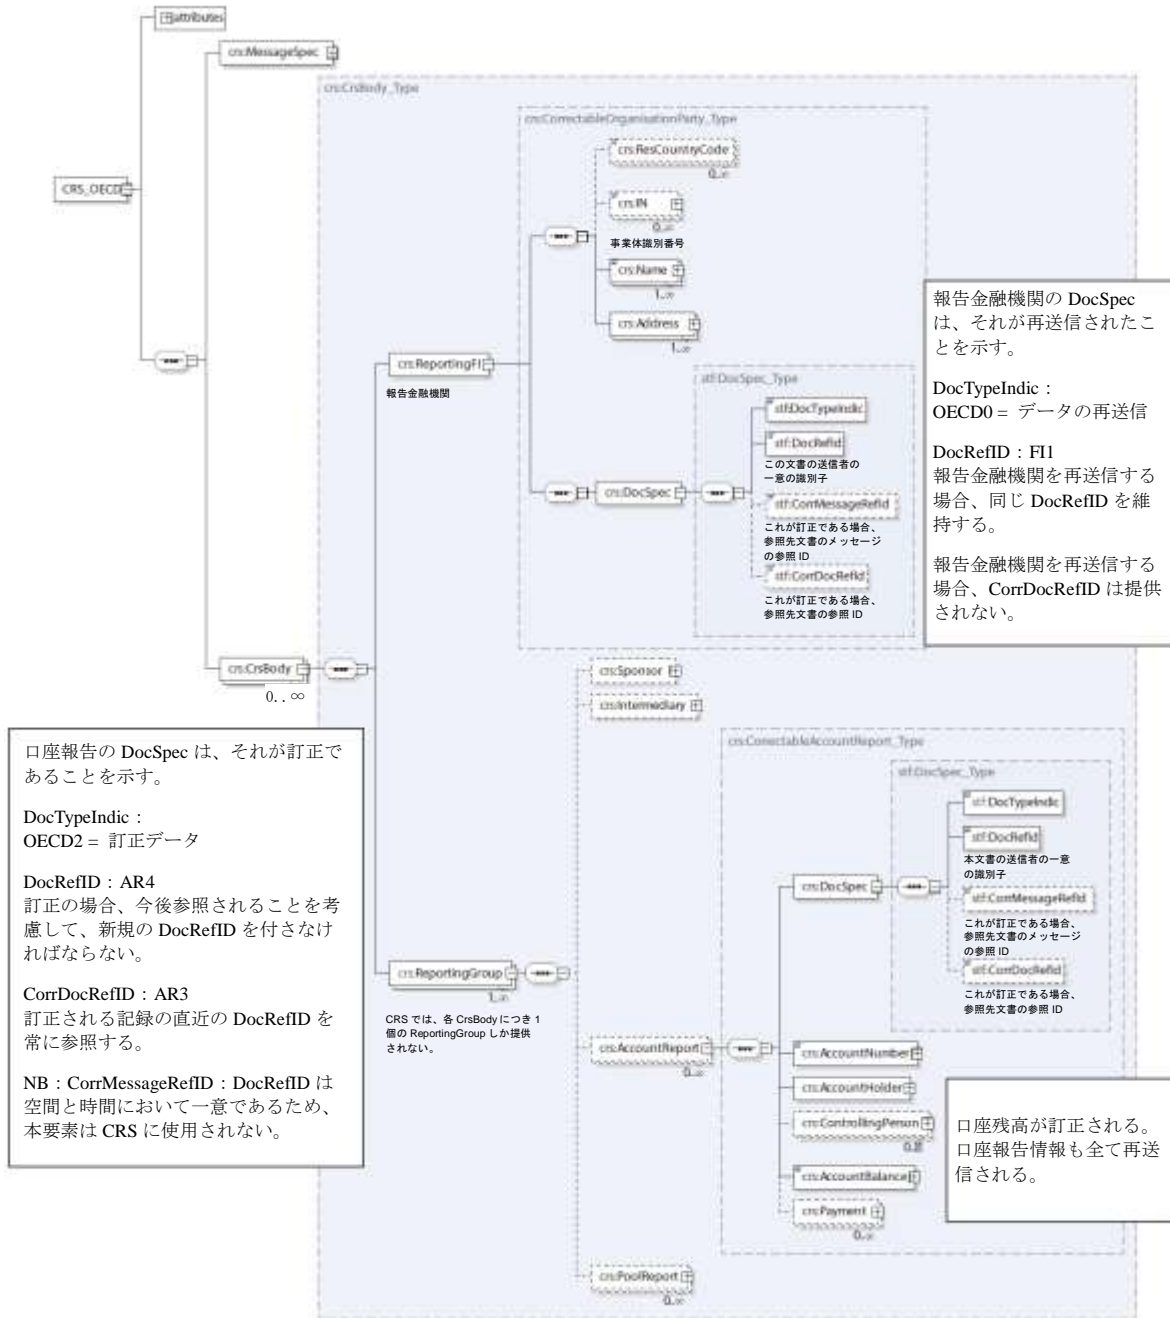 attributes
crs:MessageSpec
crs:CrsBody_Type
crs:CorrectableOrganisationParty_Type
crs:ResCountryCode
0..∞
CRS_OECD
crs:IN
0..∞
事業体識別番号
crs:Name
1..∞
crs:Address
1..∞
crs:ReportingFI
報告金融機関
stf:DocSpec_Type
stf:DocTypeIndic
stf:DocRefId
この文書の送信者の
一意の識別子
crs:DocSpec
stf:CorrMessageRefId
これが訂正である場合、
参照先文書のメッセージ
の参照 ID
stf:CorrDocRefId
これが訂正である場合、
参照先文書の参照 ID
報告金融機関の DocSpec
は、それが再送信されたこ
とを示す。
DocTypeIndic：
OECD0 = データの再送信
DocRefID：FI1
報告金融機関を再送信する
場合、同じ DocRefID を維
持する。
報告金融機関を再送信する
場合、CorrDocRefID は提供
されない。
crs:CrsBody
0. . ∞
crs:Sponsor
crs:Intermediary
口座報告の DocSpec は、それが訂正で
あることを示す。
DocTypeIndic：
OECD2 = 訂正データ
DocRefID：AR4
訂正の場合、今後参照されることを考
慮して、新規の DocRefID を付さなけ
ればならない。
CorrDocRefID：AR3
訂正される記録の直近の DocRefID を
常に参照する。
NB：CorrMessageRefID：DocRefID は
空間と時間において一意であるため、
本要素は CRS に使用されない。
crs:ReportingGroup
1..∞
CRS では、各 CrsBody につき 1
個の ReportingGroup しか提供
されない。
crs:CorrectableAccountReport_Type
stf:DocSpec_Type
stf:DocTypeIndic
stf:DocRefId
本文書の送信者の一意
の識別子
crs:DocSpec
stf:CorrMessageRefId
これが訂正である場合、
参照先文書のメッセージ
の参照 ID
stf:CorrDocRefId
これが訂正である場合、
参照先文書の参照 ID
crs:AccountReport
0..∞
crs:AccountNumber
crs:AccountHolder
crs:ControllingPerson
crs:AccountBalance
crs:Payment
0..∞
口座残高が訂正される。
口座報告情報も全て再送
信される。
crs:PoolReport
0..∞